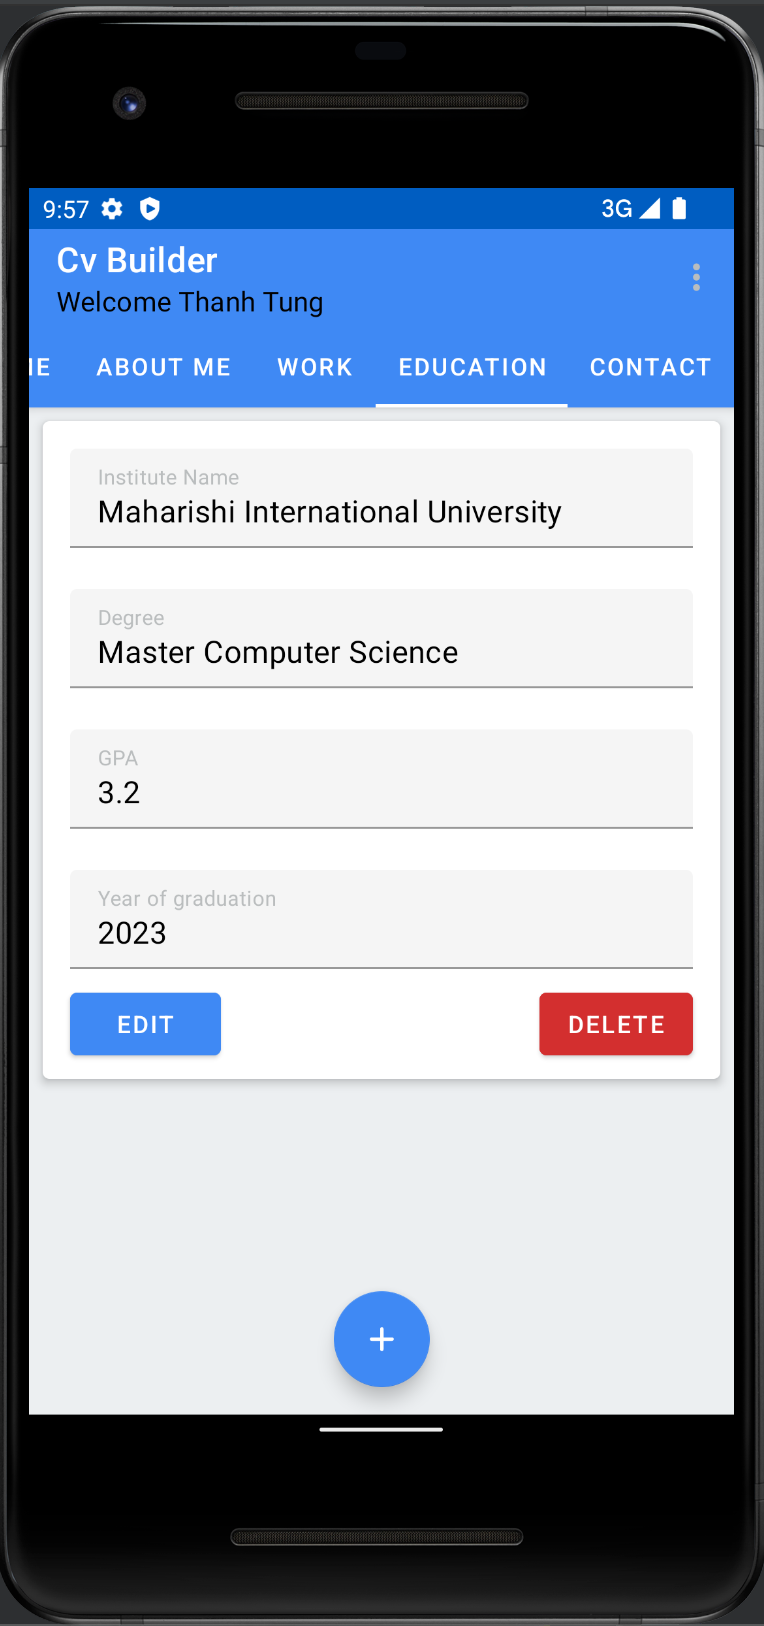 9:57 3G
Cv Builder
Welcome Thanh Tung
ABOUT ME WORK EDUCATION CONTACT
Institute Name
Maharishi International University
Degree
Master Computer Science
GPA
3.2
Year of graduation
2023
EDIT DELETE
+